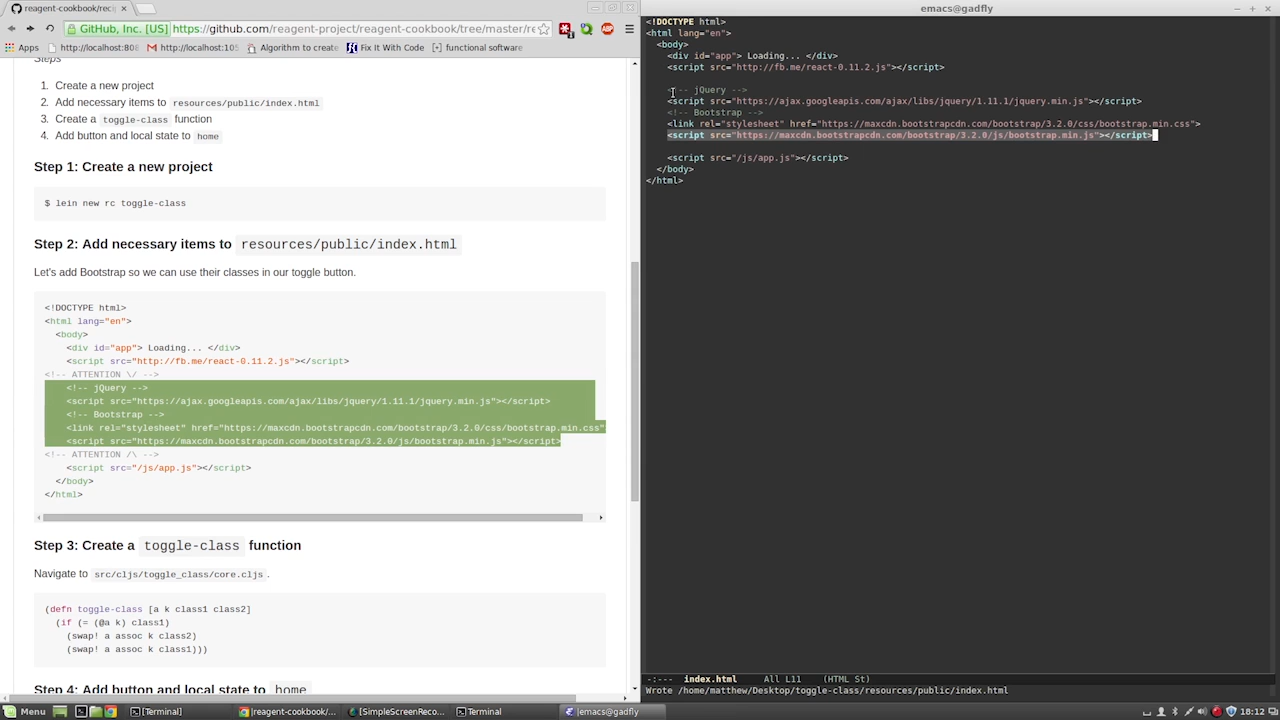 reagent-cookbook/reci
GitHub, Inc. [US]
https://github.com/reagent-project/reagent-cookbook/tree/master/re
Apps
http://localhost:808
http://localhost:105
Algorithm to create
Fix It With Code
functional software
Steps
1. Create a new project
2. Add necessary items to resources/public/index.html
3. Create a toggle-class function
4. Add button and local state to home
Step 1: Create a new project
$ lein new rc toggle-class
Step 2: Add necessary items to resources/public/index.html
Let's add Bootstrap so we can use their classes in our toggle button.
<!DOCTYPE html>
<html lang="en">
<body>
<div id="app"> Loading... </div>
<script src="http://fb.me/react-0.11.2.js"></script>
<!-- ATTENTION \/ -->
<!-- jQuery -->
<script src="https://ajax.googleapis.com/ajax/libs/jquery/1.11.1/jquery.min.js"></script>
<!-- Bootstrap -->
<link rel="stylesheet" href="https://maxcdn.bootstrapcdn.com/bootstrap/3.2.0/css/bootstrap.min.css"
<script src="https://maxcdn.bootstrapcdn.com/bootstrap/3.2.0/js/bootstrap.min.js"></script>
<!-- ATTENTION /\ -->
<script src="/js/app.js"></script>
</body>
</html>
Step 3: Create a toggle-class function
Navigate to src/cljs/toggle_class/core.cljs .
(defn toggle-class [a k class1 class2]
(if (= (@a k) class1)
(swap! a assoc k class2)
(swap! a assoc k class1)))
Step 4: Add button and local state to home
emacs@gadfly
<!DOCTYPE html>
<html lang="en">
<body>
<div id="app"> Loading... </div>
<script src="http://fb.me/react-0.11.2.js"></script>
<!-- jQuery -->
<script src="https://ajax.googleapis.com/ajax/libs/jquery/1.11.1/jquery.min.js"></script>
<!-- Bootstrap -->
<link rel="stylesheet" href="https://maxcdn.bootstrapcdn.com/bootstrap/3.2.0/css/bootstrap.min.css">
<script src="https://maxcdn.bootstrapcdn.com/bootstrap/3.2.0/js/bootstrap.min.js"></script>
<script src="/js/app.js"></script>
</body>
</html>
-:--- index.html All L11 (HTML St)
Wrote /home/matthew/Desktop/toggle-class/resources/public/index.html
Menu
[Terminal]
[reagent-cookbook/...
[SimpleScreenReco...
Terminal
emacs@gadfly
18:12